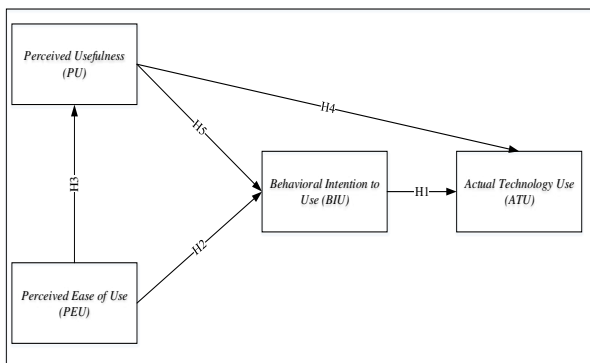 Perceived Usefulness
(PU)
H4
H5
H3
Behavioral Intention to
Use (BIU)
H1
Actual Technology Use
(ATU)
H2
Perceived Ease of Use
(PEU)